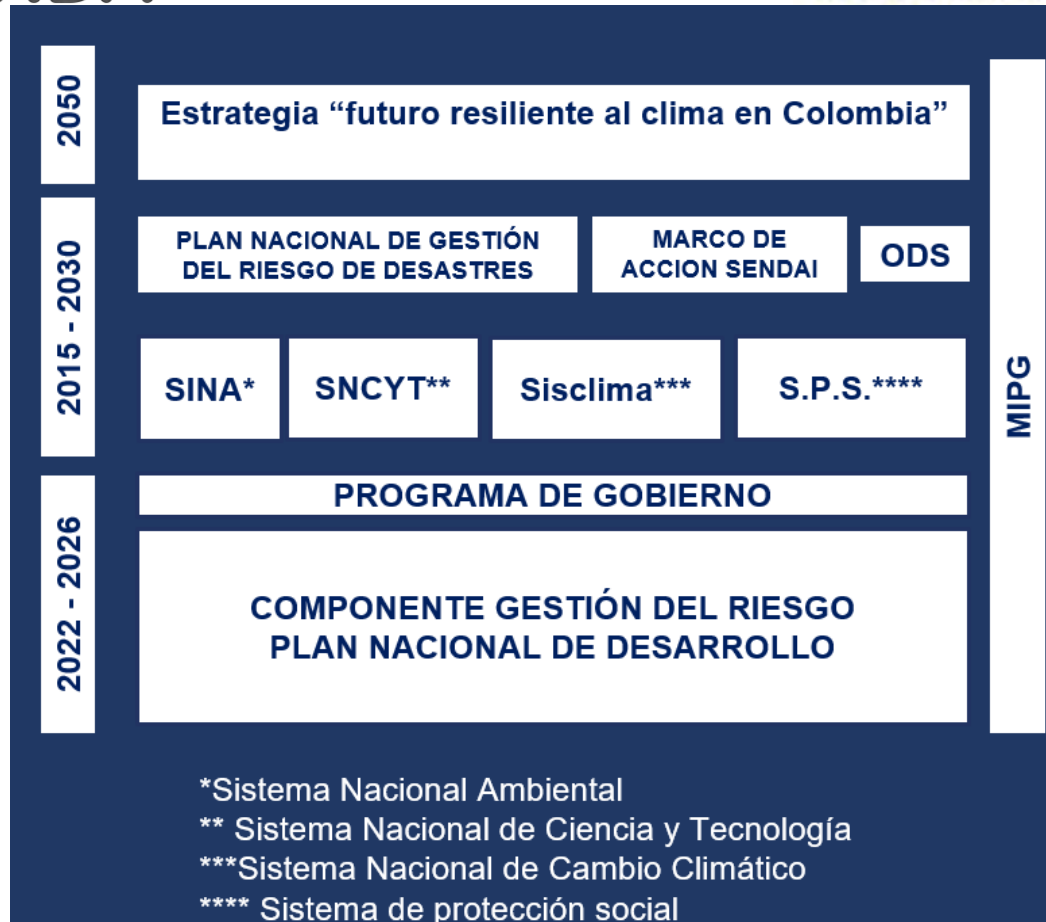 2050
Estrategia “futuro resiliente al clima en Colombia”
2015 - 2030
PLAN NACIONAL DE GESTIÓN
DEL RIESGO DE DESASTRES
MARCO DE
ACCION SENDAI
ODS
SINA*
SNCYT**
Sisclima***
S.P.S.****
MIPG
2022 - 2026
PROGRAMA DE GOBIERNO
COMPONENTE GESTIÓN DEL RIESGO
PLAN NACIONAL DE DESARROLLO
*Sistema Nacional Ambiental
** Sistema Nacional de Ciencia y Tecnología
***Sistema Nacional de Cambio Climático
**** Sistema de protección social